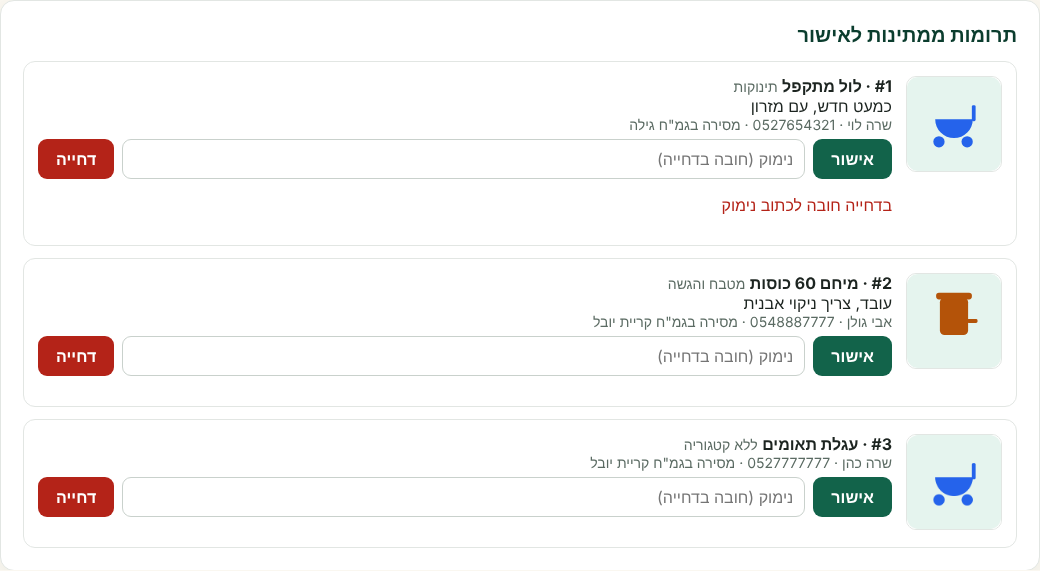 תרומות ממתינות לאישור
#1 · לול מתקפל תינוקות
כמעט חדש, עם מזרון
שרה לוי · 0527654321 · מסירה בגמ"ח גילה
אישור נימוק (חובה בדחייה) דחייה
בדחייה חובה לכתוב נימוק
#2 · מיחם 60 כוסות מטבח והגשה
עובד, צריך ניקוי אבנית
אבי גולן · 0548887777 · מסירה בגמ"ח קריית יובל
אישור נימוק (חובה בדחייה) דחייה
#3 · עגלת תאומים ללא קטגוריה
שרה כהן · 0527777777 · מסירה בגמ"ח קריית יובל
אישור נימוק (חובה בדחייה) דחייה